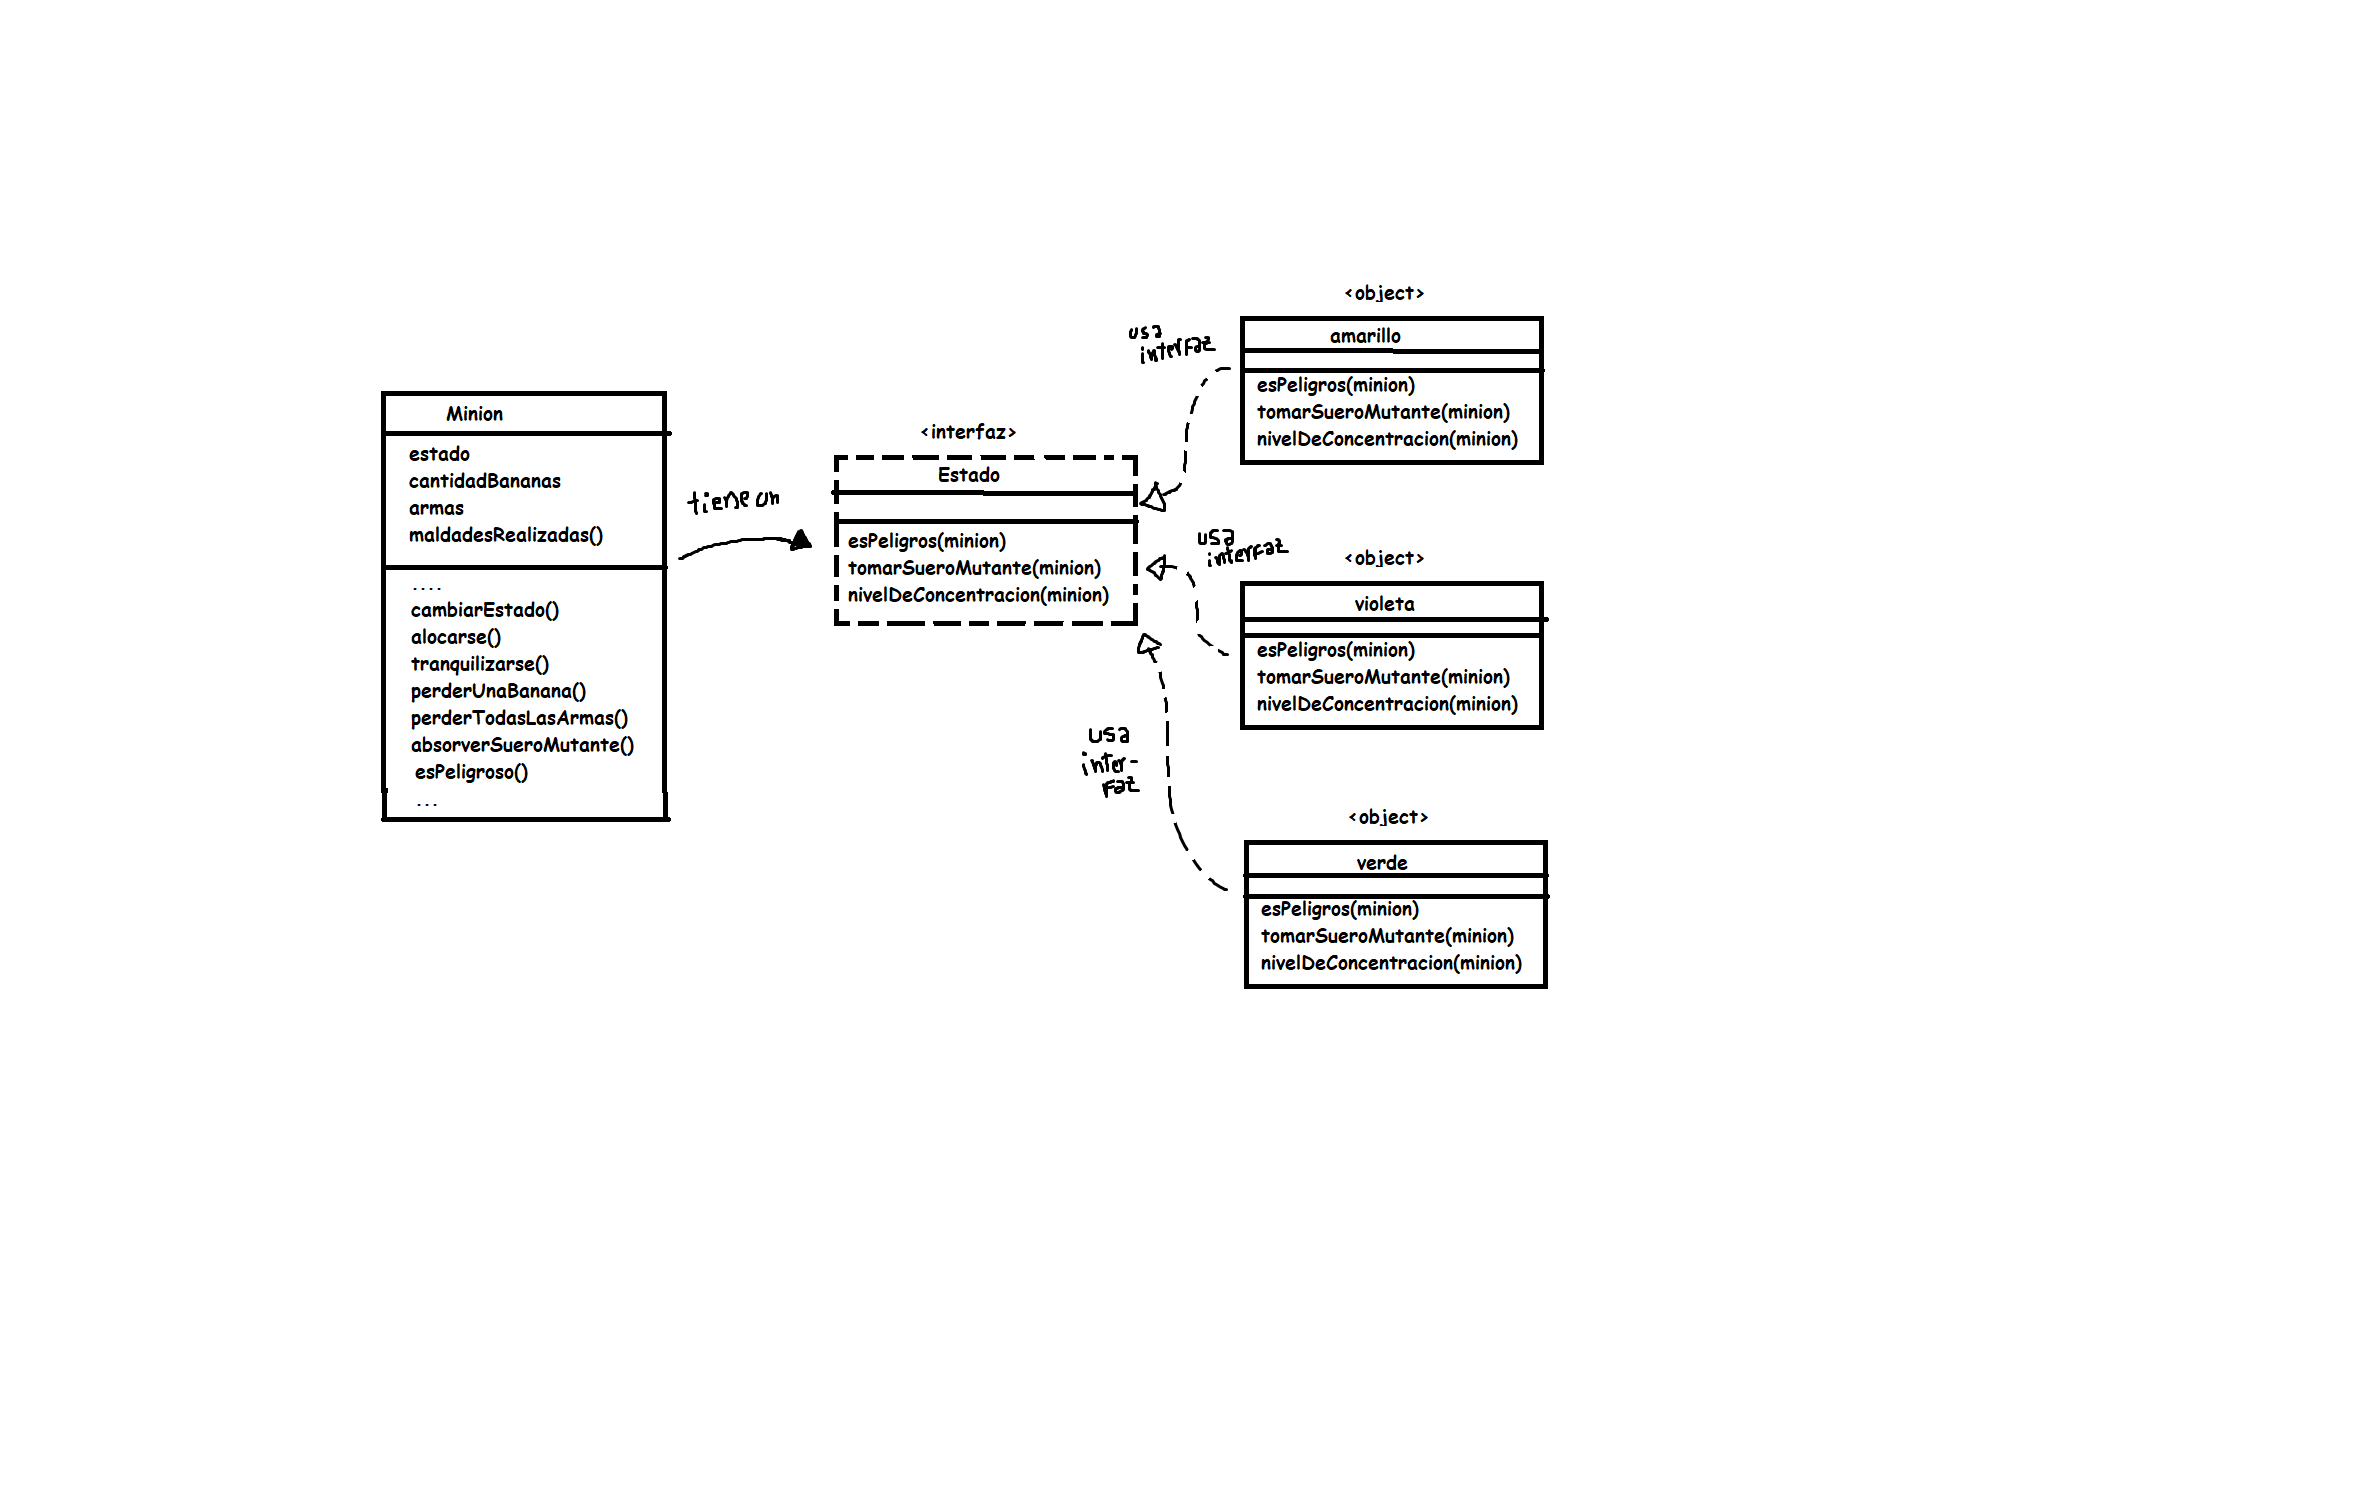 Minion
estado
cantidadBananas
armas
maldadesRealizadas()
....
cambiarEstado()
alocarse()
tranquilizarse()
perderUnaBanana()
perderTodasLasArmas()
absorverSueroMutante()
esPeligroso()
...
tiene un
<interfaz>
Estado
esPeligros(minion)
tomarSueroMutante(minion)
nivelDeConcentracion(minion)
usa
interfaz
<object>
amarillo
esPeligros(minion)
tomarSueroMutante(minion)
nivelDeConcentracion(minion)
usa
interfaz
<object>
violeta
esPeligros(minion)
tomarSueroMutante(minion)
nivelDeConcentracion(minion)
usa
inter-
faz
<object>
verde
esPeligros(minion)
tomarSueroMutante(minion)
nivelDeConcentracion(minion)